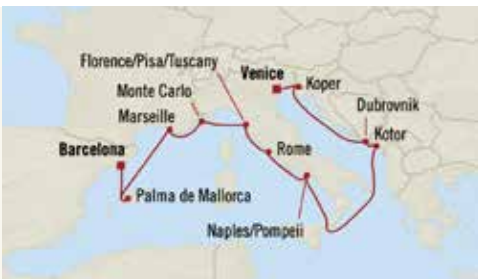 Florence/Pisa/Tuscany
Venice
Koper
Monte Carlo
Dubrovnik
Marseille
Kotor
Barcelona
Rome
Palma de Mallorca
Naples/Pompeii